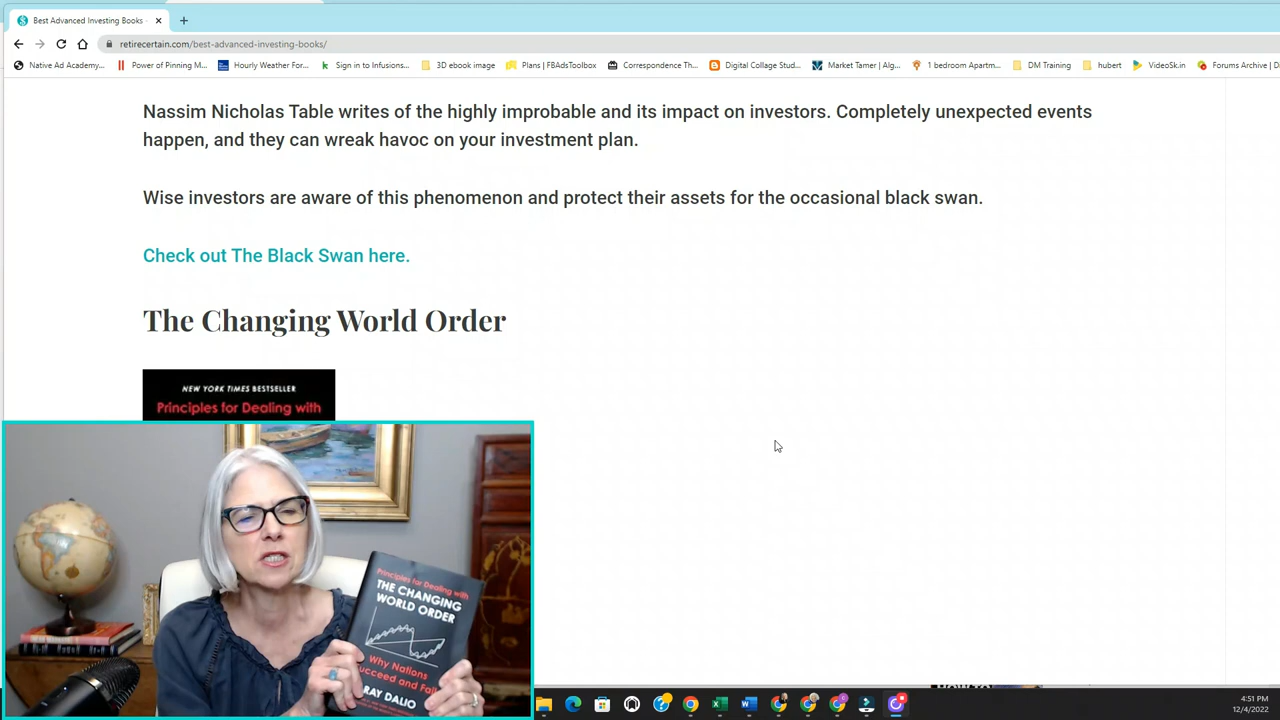 Best Advanced Investing Books -
retirecertain.com/best-advanced-investing-books/
Native Ad Academy...
Power of Pinning M...
Hourly Weather For...
Sign in to Infusions...
3D ebook image
Plans | FBAdsToolbox
Correspondence Th...
Digital Collage Stud...
Market Tamer | Alg...
1 bedroom Apartm...
DM Training
hubert
VideoSk.in
Forums Archive | D
Nassim Nicholas Table writes of the highly improbable and its impact on investors. Completely unexpected events
happen, and they can wreak havoc on your investment plan.
Wise investors are aware of this phenomenon and protect their assets for the occasional black swan.
Check out The Black Swan here.
The Changing World Order
NEW YORK TIMES BESTSELLER
Principles for Dealing with
Principles for Dealing with
THE CHANGING
WORLD ORDER
Why Nations
ucceed and Fail
RAY DALIO
4:51 PM
12/4/2022